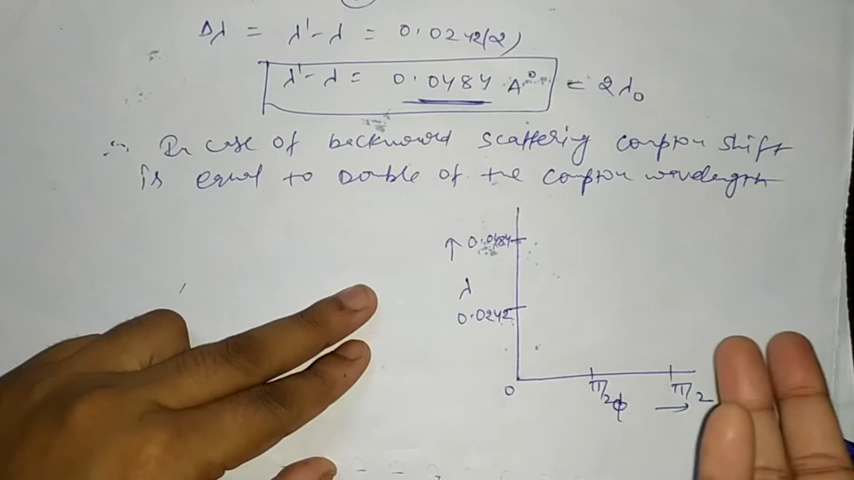 Δλ = λ' - λ = 0.0242(2)
λ' - λ = 0.0484 A° = 2λ₀
∴ In case of backward scattering compton shift
is equal to double of the compton wavelength
↑ 0.0484
λ
0.0242
0
π/2
π/2
ϕ →